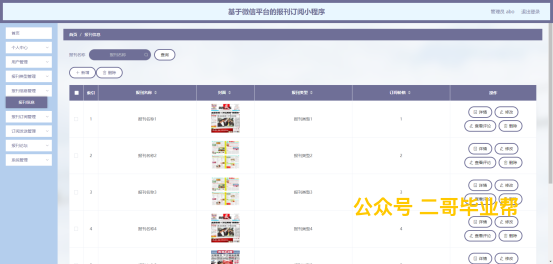 基于微信平台的报刊订阅小程序
管理员 abo 退出登录
首页
个人中心
用户管理
报刊类型管理
报刊信息管理
报刊信息
报刊订阅管理
订阅派送管理
系统管理
首页 / 报刊信息
报刊名称 报刊名称 查询
+ 新增 删除
索引 报刊名称 封面 报刊类型 订阅价格 操作
1 报刊名称1 报刊类型1 1 详情 修改
查看评论 删除
2 报刊名称2 报刊类型2 2 详情 修改
查看评论 删除
3 报刊名称3 报刊类型3 3 详情 修改
查看评论 删除
公众号 二哥毕业帮
4 报刊名称4 报刊类型4 4 详情 修改
查看评论 删除
详情 修改